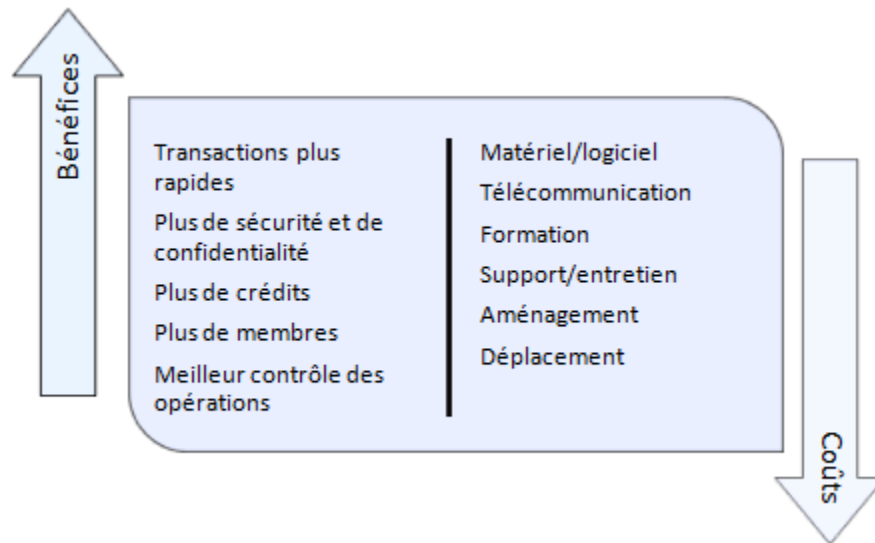 Bénéfices
Transactions plus
rapides
Plus de sécurité et de
confidentialité
Plus de crédits
Plus de membres
Meilleur contrôle des
opérations
Matériel/logiciel
Télécommunication
Formation
Support/entretien
Aménagement
Déplacement
Coûts